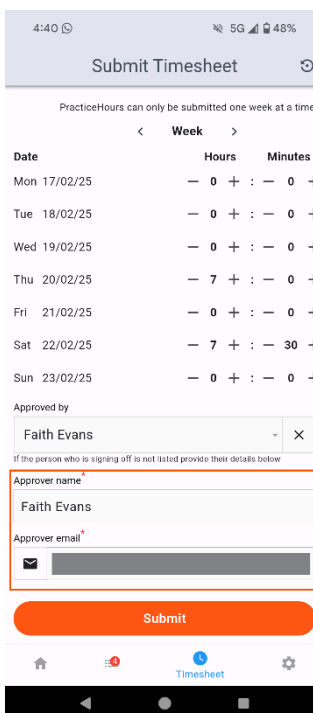 4:40 5G 48%
Submit Timesheet
PracticeHours can only be submitted one week at a time
< Week >
Date Hours Minutes
Mon 17/02/25 — 0 + : — 0 +
Tue 18/02/25 — 0 + : — 0 +
Wed 19/02/25 — 0 + : — 0 +
Thu 20/02/25 — 7 + : — 0 +
Fri 21/02/25 — 0 + : — 0 +
Sat 22/02/25 — 7 + : — 30 +
Sun 23/02/25 — 0 + : — 0 +
Approved by
Faith Evans
If the person who is signing off is not listed provide their details below
Approver name*
Faith Evans
Approver email*
Submit
4
Timesheet